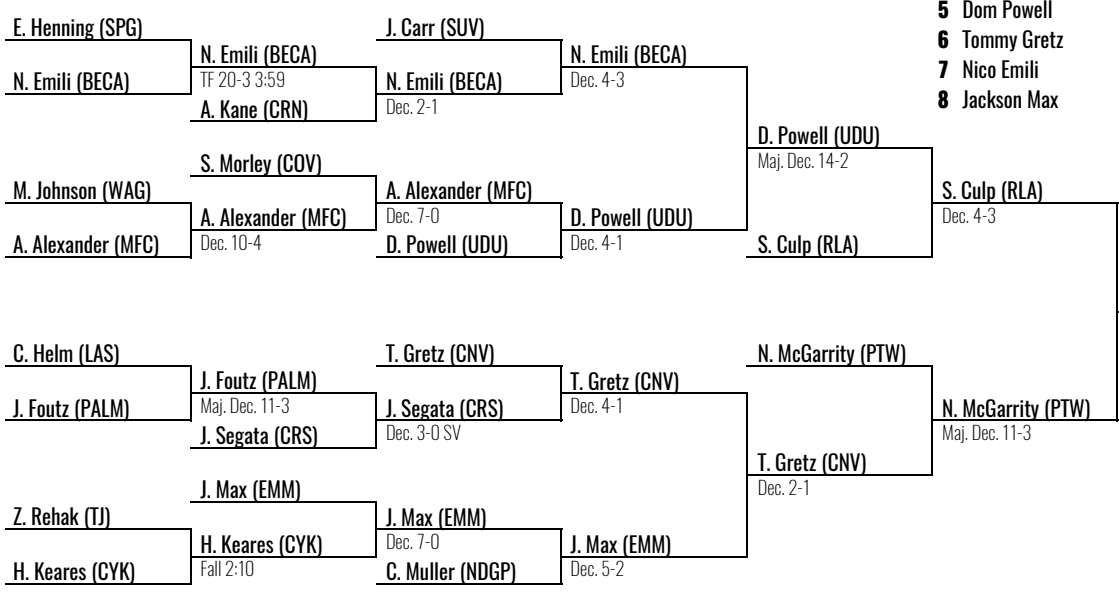 5 Dom Powell
6 Tommy Gretz
7 Nico Emili
8 Jackson Max
E. Henning (SPG)
N. Emili (BECA)
M. Johnson (WAG)
A. Alexander (MFC)
C. Helm (LAS)
J. Foutz (PALM)
Z. Rehak (TJ)
H. Keares (CYK)
N. Emili (BECA)
TF 20-3 3:59
A. Kane (CRN)
S. Morley (COV)
A. Alexander (MFC)
Dec. 10-4
J. Foutz (PALM)
Maj. Dec. 11-3
J. Segata (CRS)
J. Max (EMM)
H. Keares (CYK)
Fall 2:10
J. Carr (SUV)
N. Emili (BECA)
Dec. 2-1
A. Alexander (MFC)
Dec. 7-0
D. Powell (UDU)
T. Gretz (CNV)
J. Segata (CRS)
Dec. 3-0 SV
J. Max (EMM)
Dec. 7-0
C. Muller (NDGP)
N. Emili (BECA)
Dec. 4-3
D. Powell (UDU)
Dec. 4-1
T. Gretz (CNV)
Dec. 4-1
J. Max (EMM)
Dec. 5-2
D. Powell (UDU)
Maj. Dec. 14-2
S. Culp (RLA)
N. McGarrity (PTW)
T. Gretz (CNV)
Dec. 2-1
S. Culp (RLA)
Dec. 4-3
N. McGarrity (PTW)
Maj. Dec. 11-3